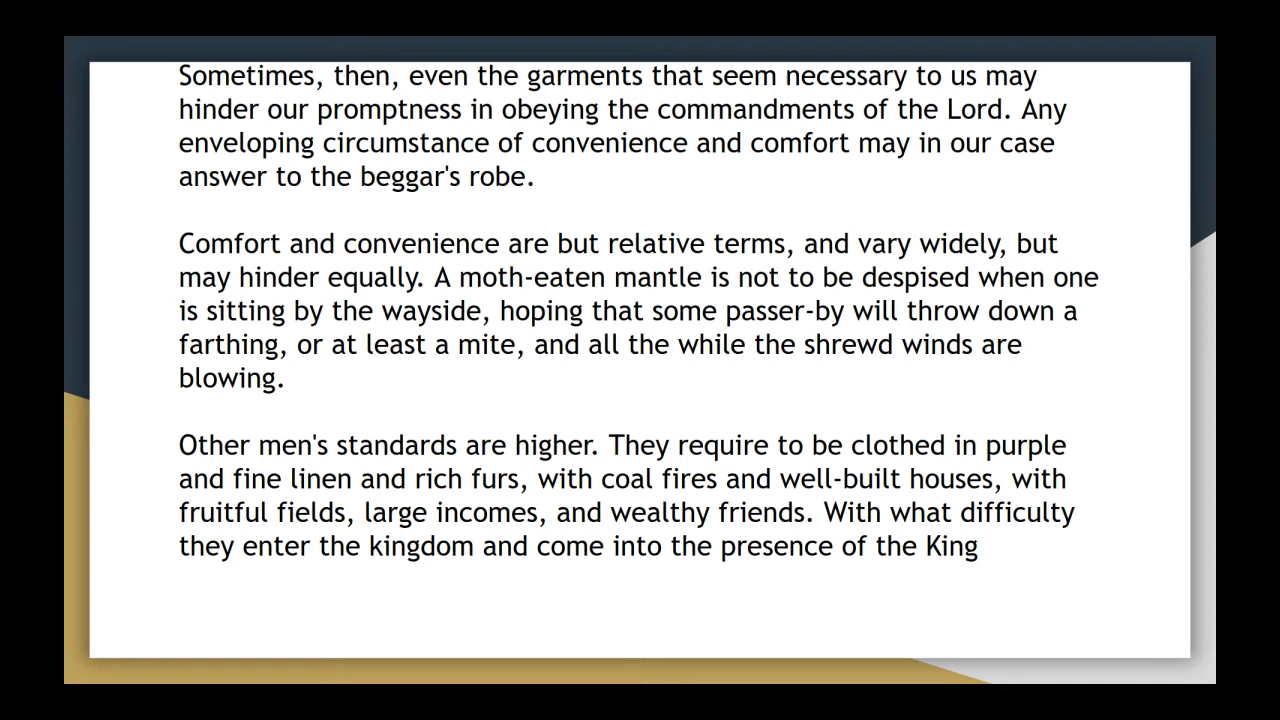 Sometimes, then, even the garments that seem necessary to us may
hinder our promptness in obeying the commandments of the Lord. Any
enveloping circumstance of convenience and comfort may in our case
answer to the beggar's robe.
Comfort and convenience are but relative terms, and vary widely, but
may hinder equally. A moth-eaten mantle is not to be despised when one
is sitting by the wayside, hoping that some passer-by will throw down a
farthing, or at least a mite, and all the while the shrewd winds are
blowing.
Other men's standards are higher. They require to be clothed in purple
and fine linen and rich furs, with coal fires and well-built houses, with
fruitful fields, large incomes, and wealthy friends. With what difficulty
they enter the kingdom and come into the presence of the King